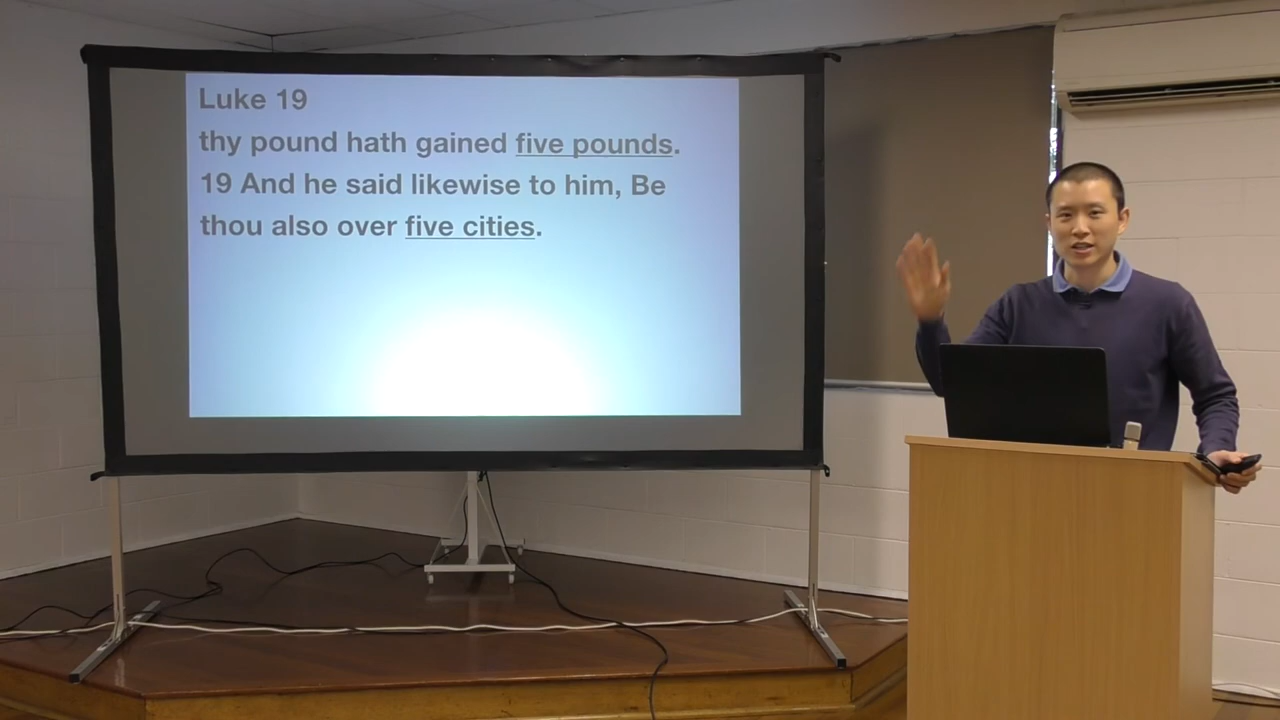 Luke 19
thy pound hath gained five pounds.
19 And he said likewise to him, Be
thou also over five cities.